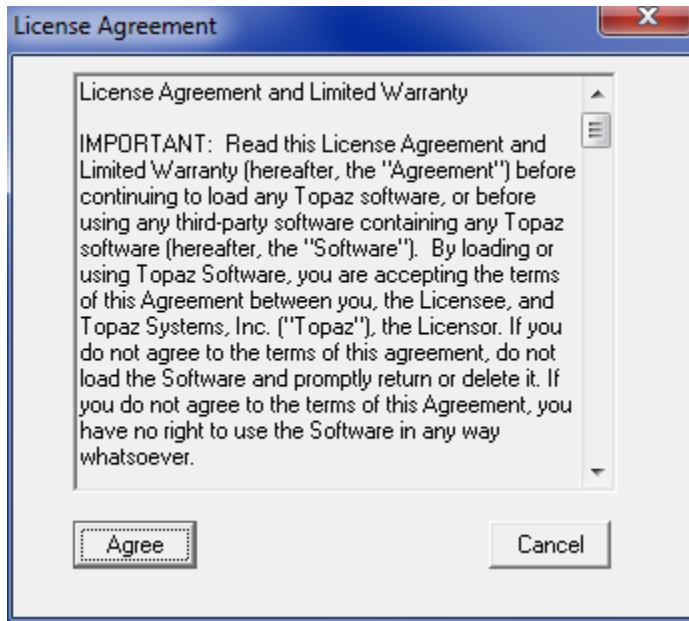 License Agreement
License Agreement and Limited Warranty
IMPORTANT:  Read this License Agreement and
Limited Warranty (hereafter, the "Agreement") before
continuing to load any Topaz software, or before
using any third-party software containing any Topaz
software (hereafter, the "Software").  By loading or
using Topaz Software, you are accepting the terms
of this Agreement between you, the Licensee, and
Topaz Systems, Inc. ("Topaz"), the Licensor. If you
do not agree to the terms of this agreement, do not
load the Software and promptly return or delete it. If
you do not agree to the terms of this Agreement, you
have no right to use the Software in any way
whatsoever.
Agree
Cancel